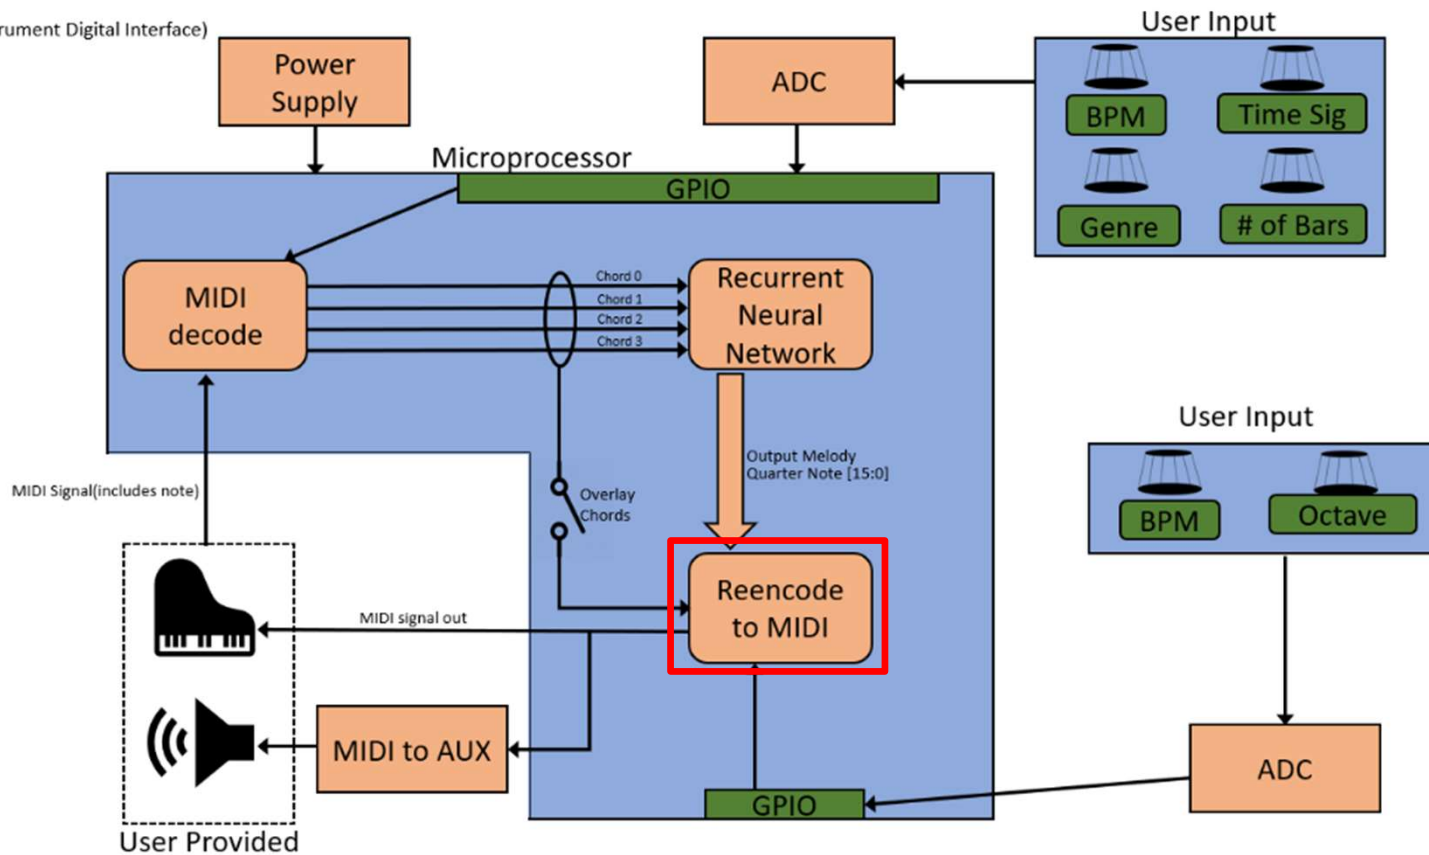 rument Digital Interface)
User Input
Power
Supply
ADC
BPM
Time Sig
Genre
# of Bars
Microprocessor
GPIO
MIDI
decode
Chord 0
Chord 1
Chord 2
Chord 3
Recurrent
Neural
Network
Output Melody
Quarter Note [15:0]
User Input
BPM
Octave
MIDI Signal(includes note)
Overlay
Chords
Reencode
to MIDI
MIDI signal out
MIDI to AUX
ADC
GPIO
User Provided